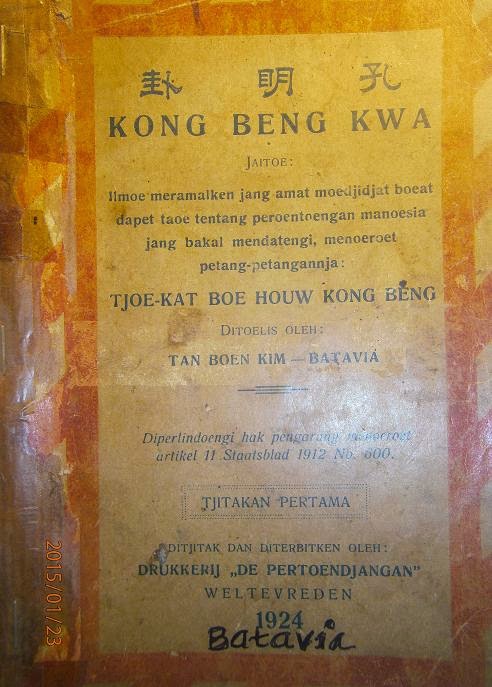 孔明卦
KONG BENG KWA
JAITOE:
Ilmoe meramalken jang amat moedjidjat boeat
dapet taoe tentang peroentoengan manoesia
jang bakal mendatengi, menoeroet
petang-petangannja:
TJOE-KAT BOE HOUW KONG BENG
DITOELIS OLEH:
TAN BOEN KIM — BATAVIA
Diperlindoengi hak pengarang menoeroet
artikel 11 Staatsblad 1912 No. 600.
TJITAKAN PERTAMA
DITJITAK DAN DITERBITKEN OLEH:
DRUKKERIJ „DE PERTOENDJANGAN"
WELTEVREDEN
1924
Batavia
2015/01/23